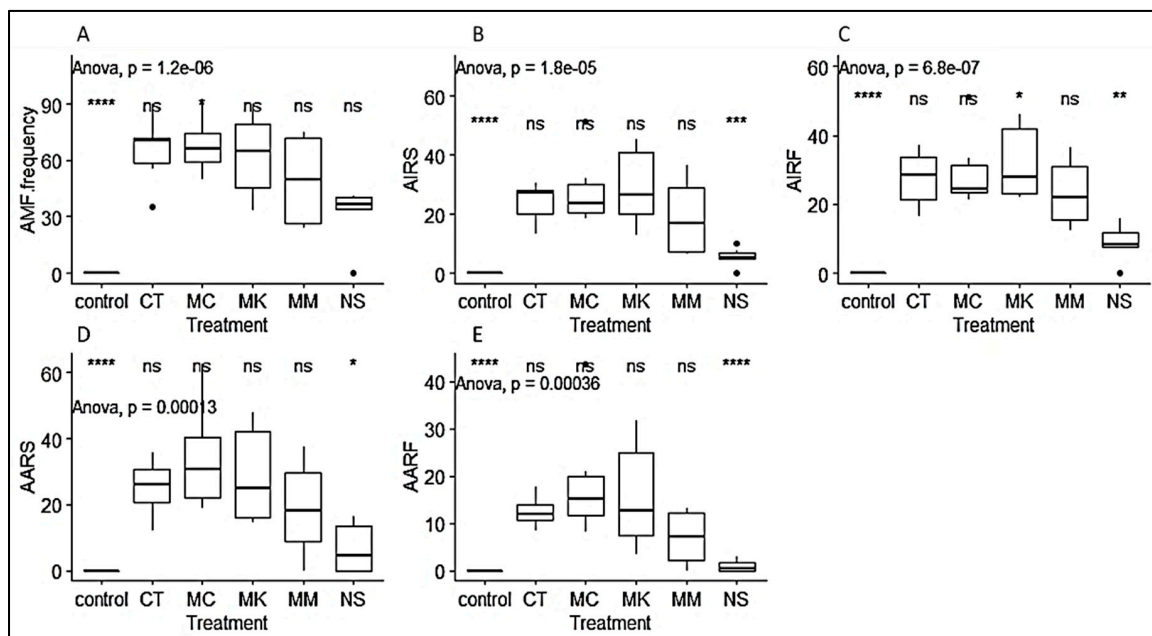 A
Anova, p = 1.2e-06
**** ns * ns ns ns
90
60
30
0
AMF.frequency
control CT MC MK MM NS
Treatment
B
Anova, p = 1.8e-05
60
**** ns ns ns ns ***
40
20
0
AIRS
control CT MC MK MM NS
Treatment
C
Anova, p = 6.8e-07
60
**** ns ns * ns **
40
20
0
AIRF
control CT MC MK MM NS
Treatment
D
**** ns ns ns ns *
60
Anova, p = 0.00013
40
20
0
AARS
control CT MC MK MM NS
Treatment
E
**** ns ns ns ns ****
40
Anova, p = 0.00036
30
20
10
0
AARF
control CT MC MK MM NS
Treatment